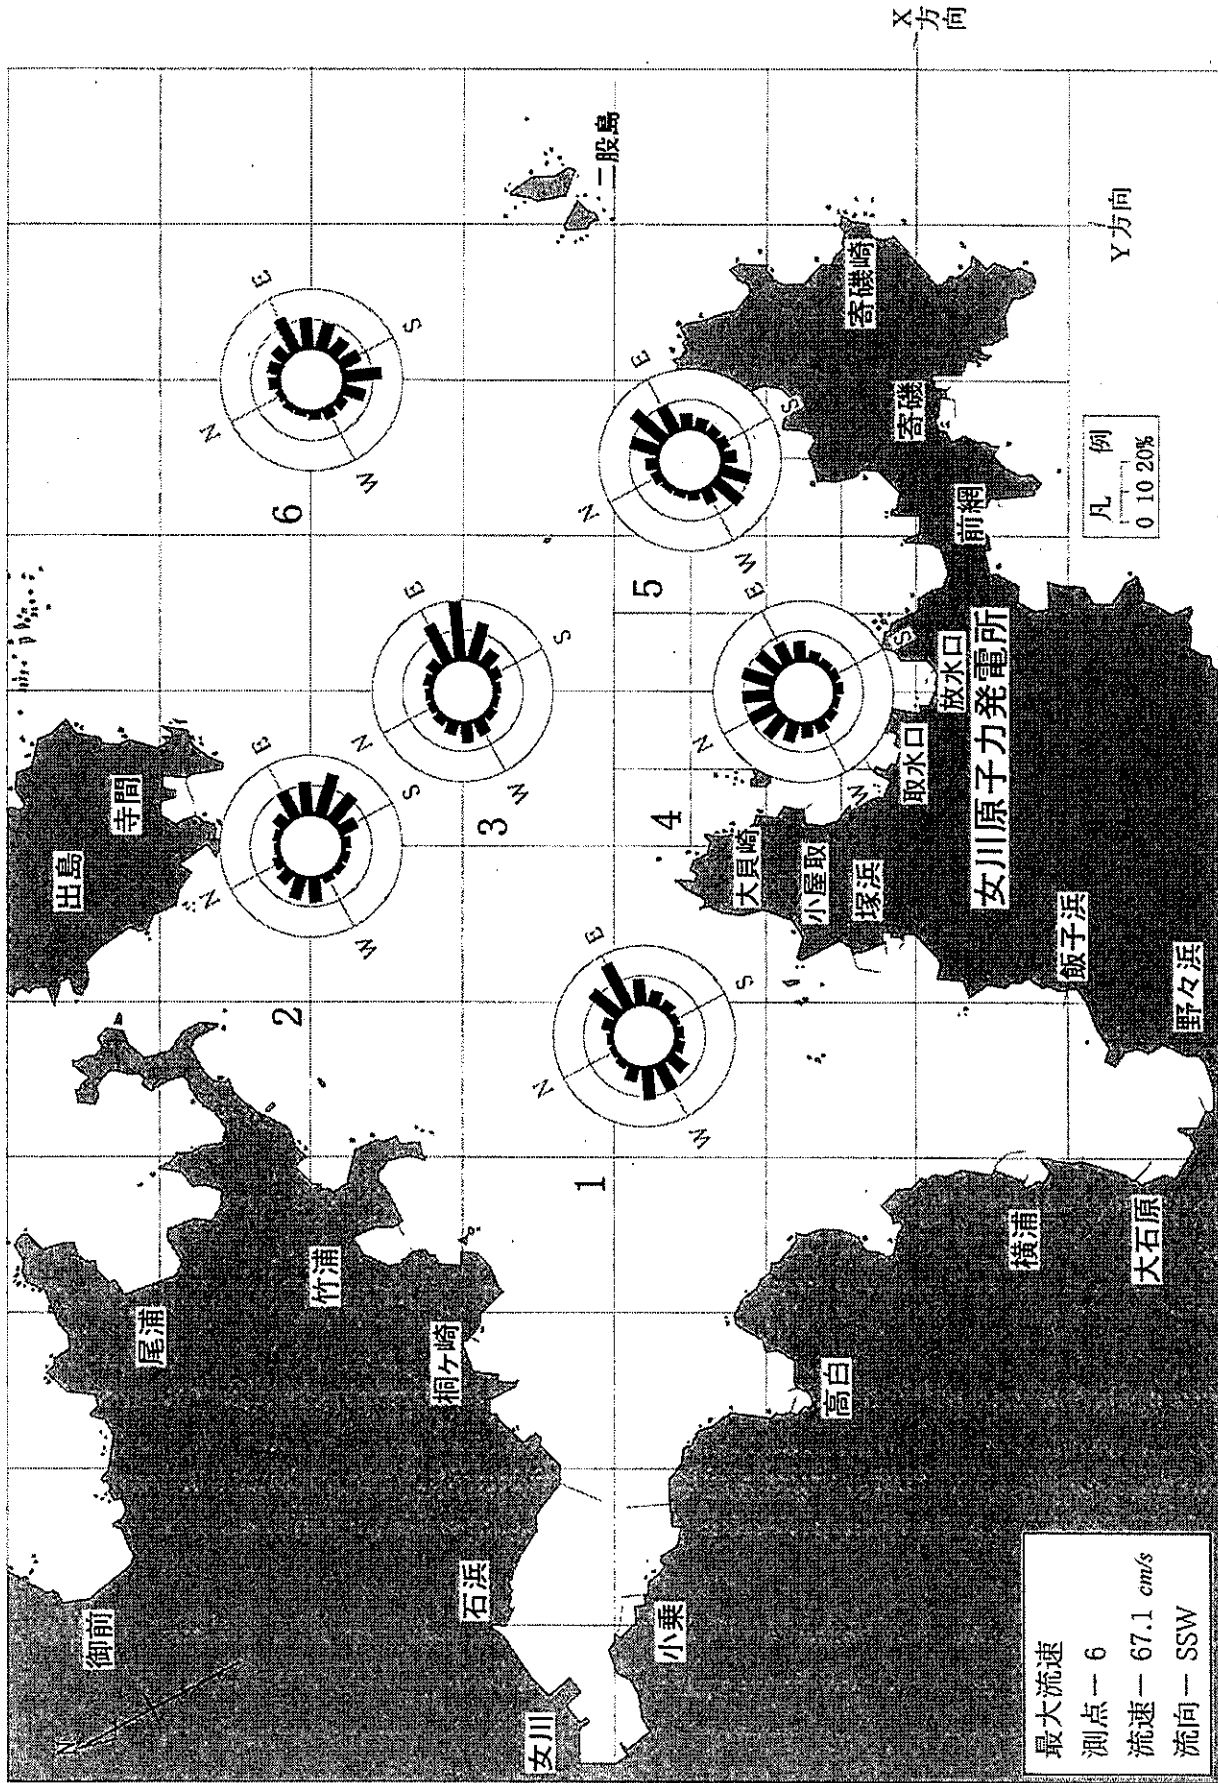 御前
尾浦
竹浦
桐ケ崎
石浜
女川
小乗
高白
横浦
大石原
野々浜
飯子浜
塚浜
小屋取
大貝崎
出島
寺間
女川原子力発電所
取水口
放水口
前網
寄磯
寄磯崎
二股島
X方向
Y方向
N
1
N
E
S
W
2
N
E
S
W
3
N
E
S
W
4
N
E
S
W
5
N
E
S
W
6
N
E
S
W
凡 例
0 10 20%
最大流速
測点－6
流速－67.1 cm/s
流向－SSW